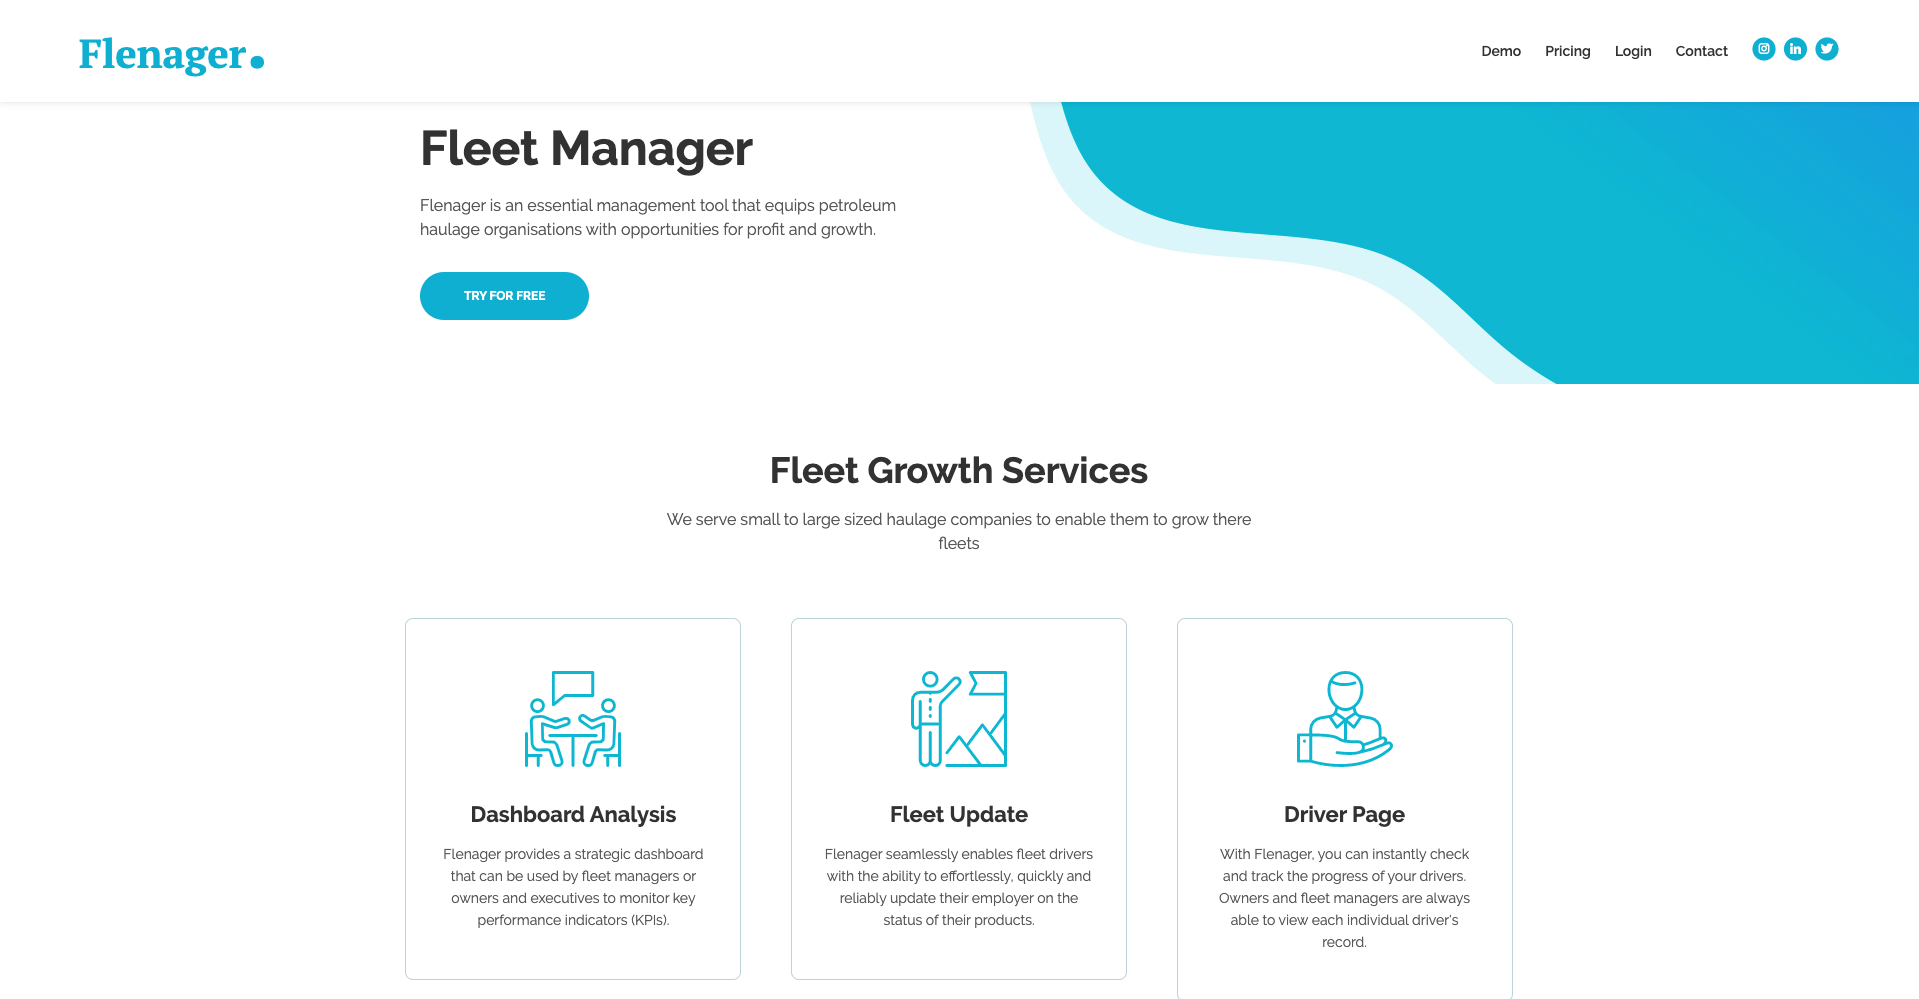 Flenager.
Demo Pricing Login Contact
Fleet Manager
Flenager is an essential management tool that equips petroleum
haulage organisations with opportunities for profit and growth.
TRY FOR FREE
Fleet Growth Services
We serve small to large sized haulage companies to enable them to grow there
fleets
Dashboard Analysis
Flenager provides a strategic dashboard
that can be used by fleet managers or
owners and executives to monitor key
performance indicators (KPIs).
Fleet Update
Flenager seamlessly enables fleet drivers
with the ability to effortlessly, quickly and
reliably update their employer on the
status of their products.
Driver Page
With Flenager, you can instantly check
and track the progress of your drivers.
Owners and fleet managers are always
able to view each individual driver's
record.